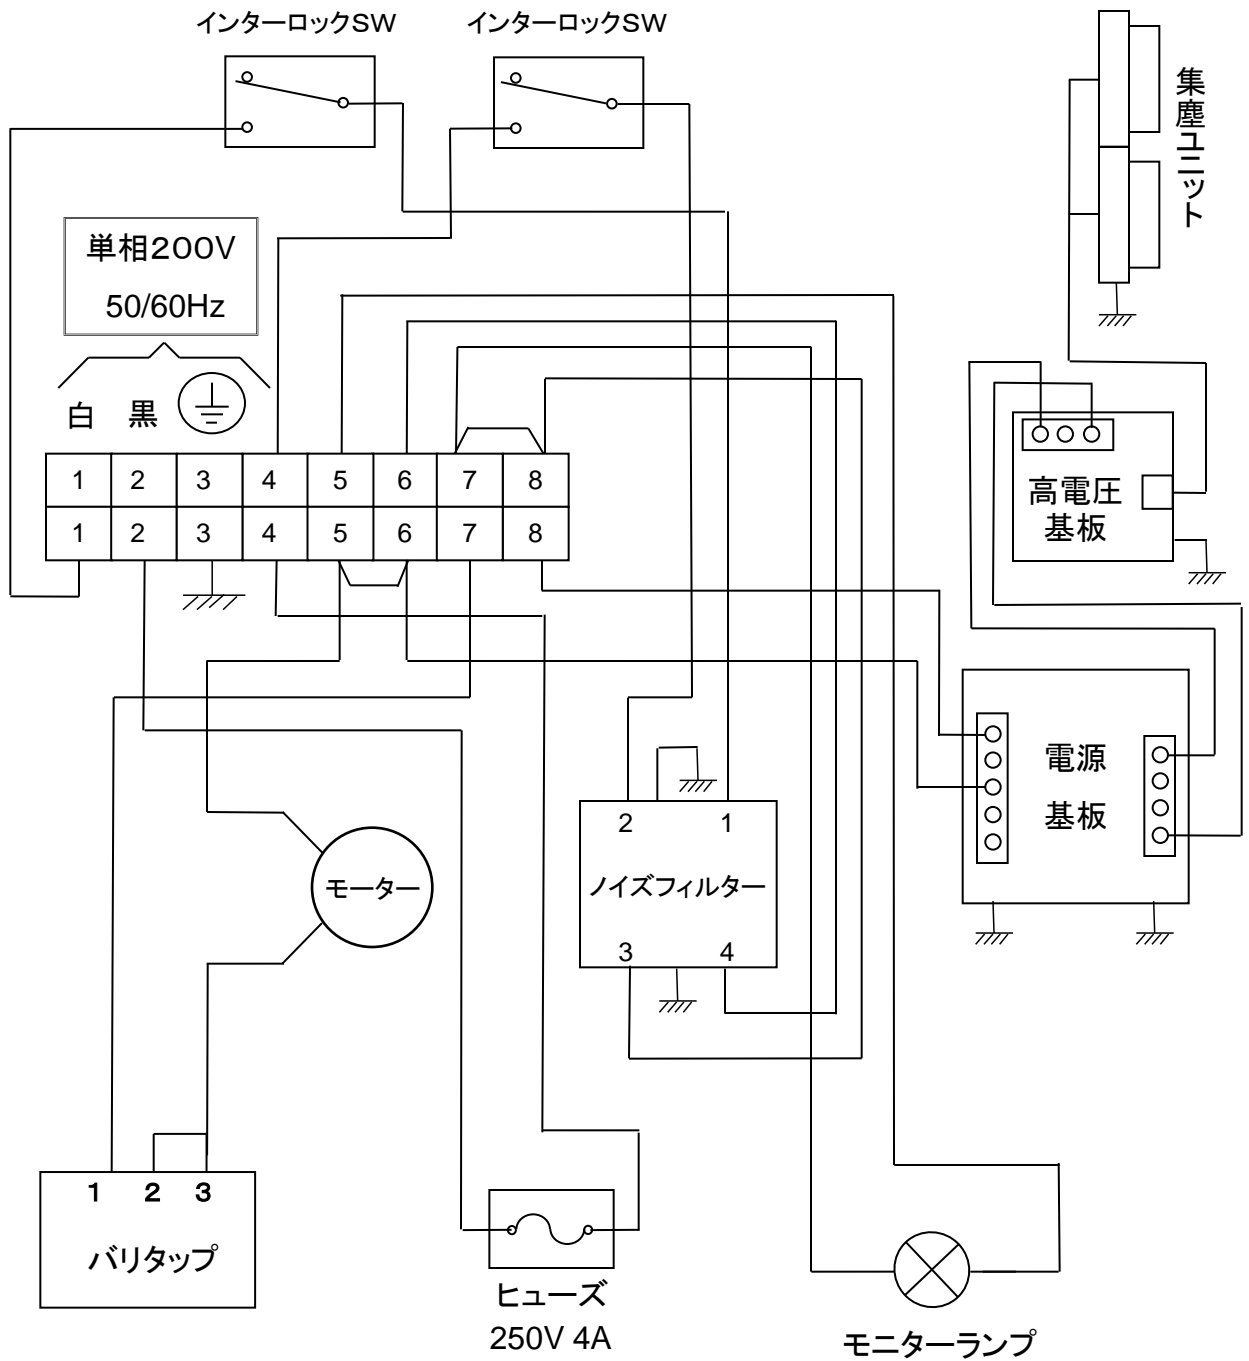 インターロックSW
インターロックSW
集塵ユニット
単相200V
50/60Hz
白 黒
1 2 3 4 5 6 7 8
1 2 3 4 5 6 7 8
高電圧
基板
電源
基板
2 1
ノイズフィルター
3 4
モーター
1 2 3
バリタップ
ヒューズ
250V 4A
モニターランプ